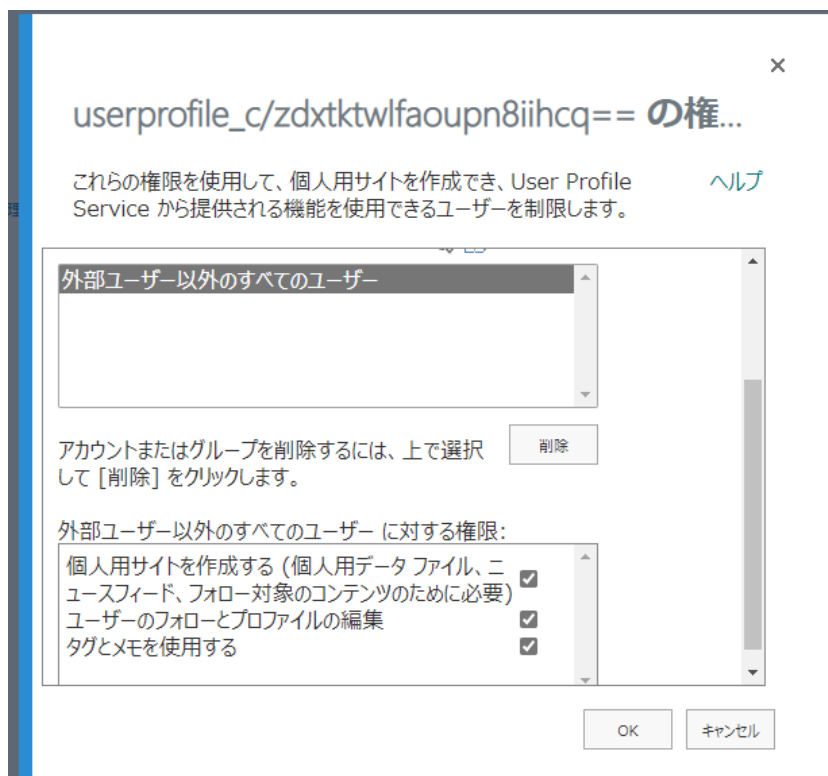 userprofile_c/zdxtktwlfaoupn8iihcq== の権...
これらの権限を使用して、個人用サイトを作成でき、User Profile
Service から提供される機能を使用できるユーザーを制限します。
ヘルプ
理
外部ユーザー以外のすべてのユーザー
アカウントまたはグループを削除するには、上で選択
して [削除] をクリックします。
削除
外部ユーザー以外のすべてのユーザー に対する権限:
個人用サイトを作成する (個人用データ ファイル、ニ
ュースフィード、フォロー対象のコンテンツのために必要)
ユーザーのフォローとプロファイルの編集
タグとメモを使用する
OK
キャンセル